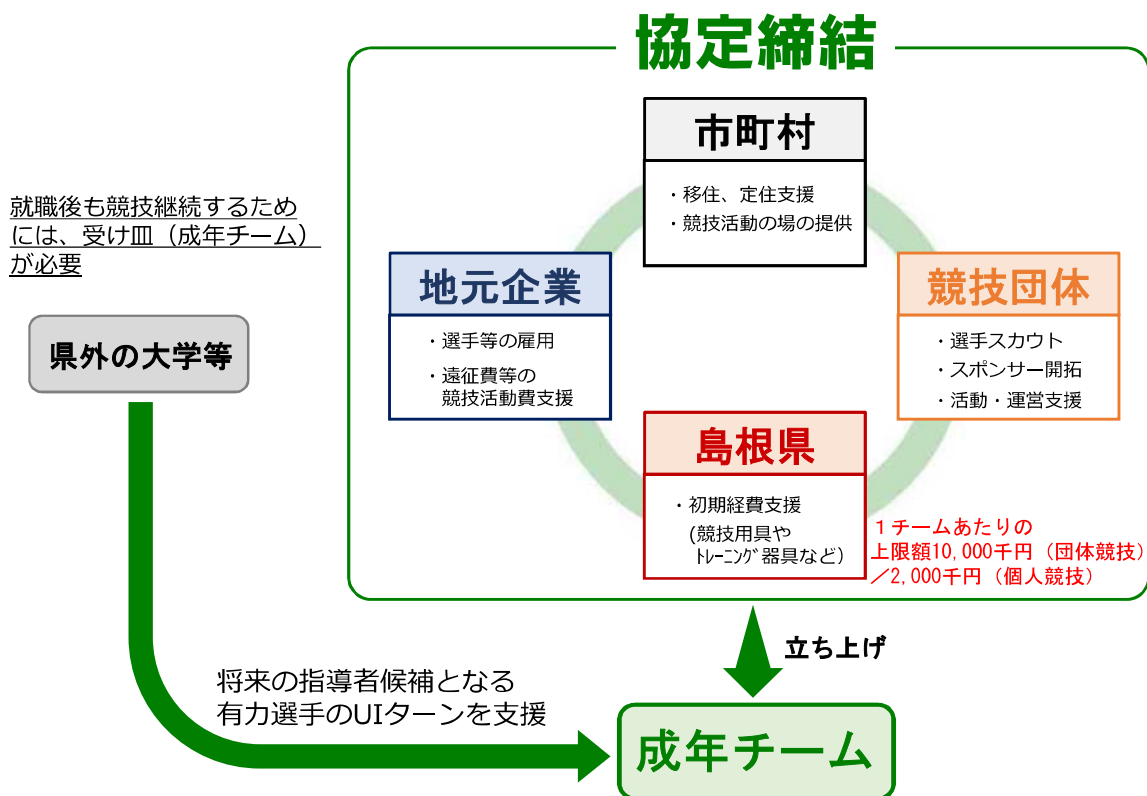 協定締結
市町村
・移住、定住支援
・競技活動の場の提供
就職後も競技継続するため
には、受け皿（成年チーム）
が必要
県外の大学等
地元企業
・選手等の雇用
・遠征費等の
競技活動費支援
競技団体
・選手スカウト
・スポンサー開拓
・活動・運営支援
島根県
・初期経費支援
(競技用具や
ﾄﾚｰﾆﾝｸﾞ器具など）
１チームあたりの
上限額10,000千円（団体競技）
／2,000千円（個人競技）
立ち上げ
将来の指導者候補となる
有力選手のUIターンを支援
成年チーム